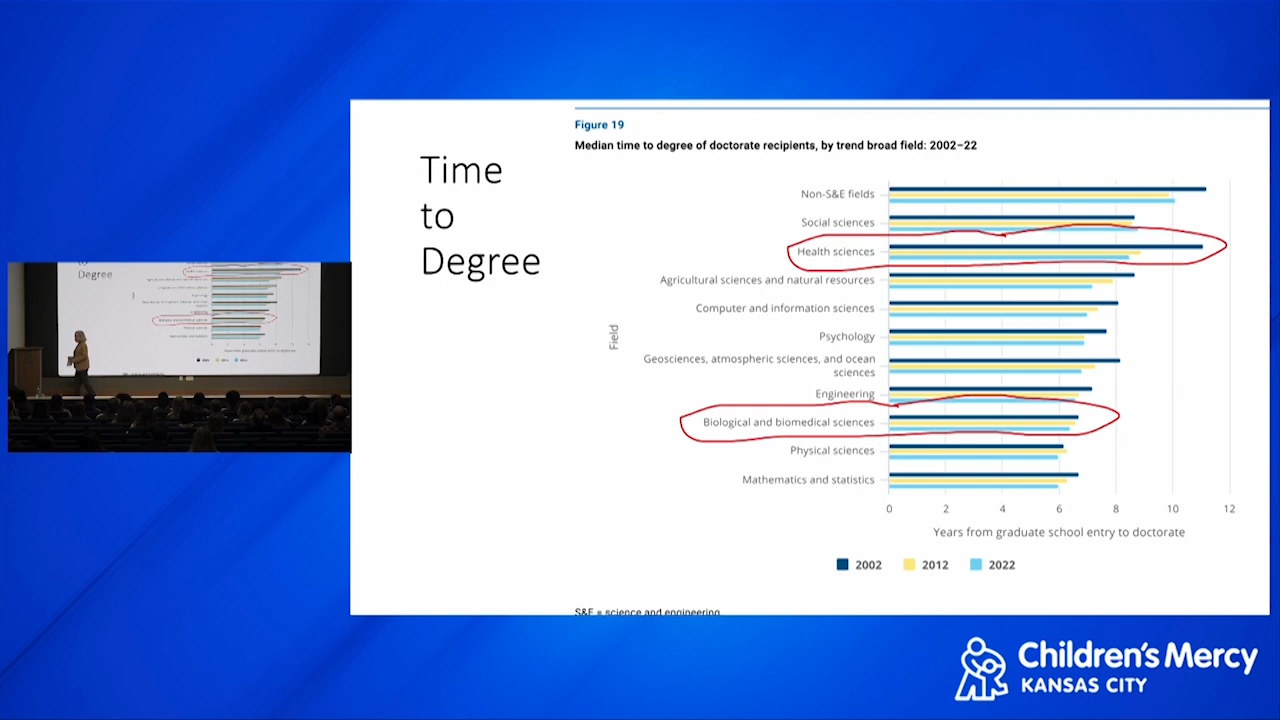 Time
to
Degree
Figure 19
Median time to degree of doctorate recipients, by trend broad field: 2002–22
Field
Non-S&E fields
Social sciences
Health sciences
Agricultural sciences and natural resources
Computer and information sciences
Psychology
Geosciences, atmospheric sciences, and ocean
sciences
Engineering
Biological and biomedical sciences
Physical sciences
Mathematics and statistics
0 2 4 6 8 10 12
Years from graduate school entry to doctorate
2002 2012 2022
S&E = science and engineering
Degree
Children's Mercy
KANSAS CITY